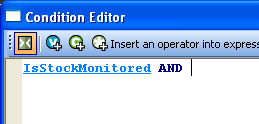 Condition Editor
Insert an operator into express
IsStockMonitored AND